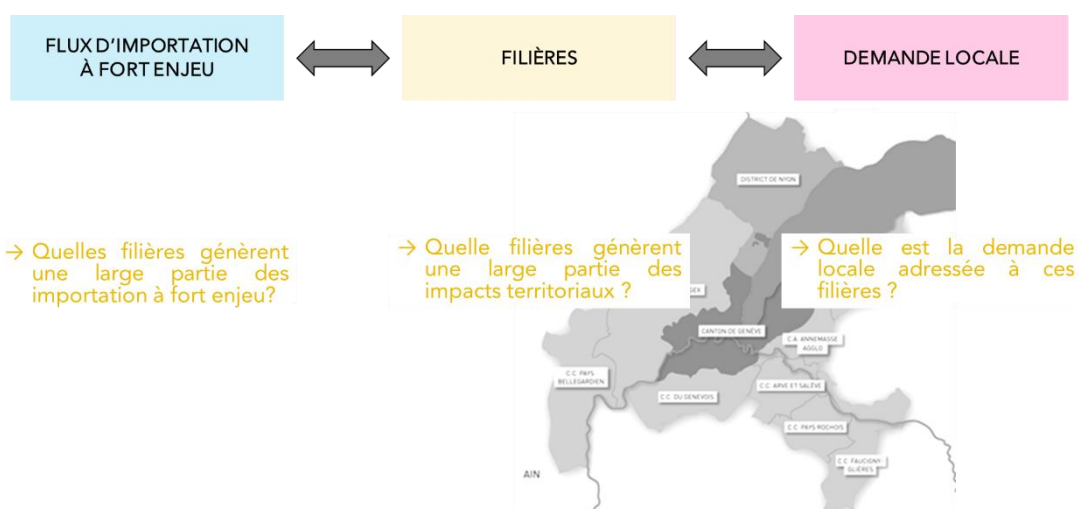 FLUX D'IMPORTATION
À FORT ENJEU
FILIÈRES
DEMANDE LOCALE
→ Quelles filières génèrent
une large partie des
importation à fort enjeu?
→ Quelle filières génèrent
une large partie des
impacts territoriaux ?
→ Quelle est la demande
locale adressée à ces
filières ?
DISTRICT DE NYON
GEX
CANTON DE GENÈVE
C.A. ANNEMASSE
AGGLO
C.C. PAYS
BELLEGARDIEN
C.C. DU GENEVOIS
C.C. ARVE ET SALÈVE
C.C. PAYS ROCHOIS
C.C. FAUCIGNY-
GLIÈRES
AIN